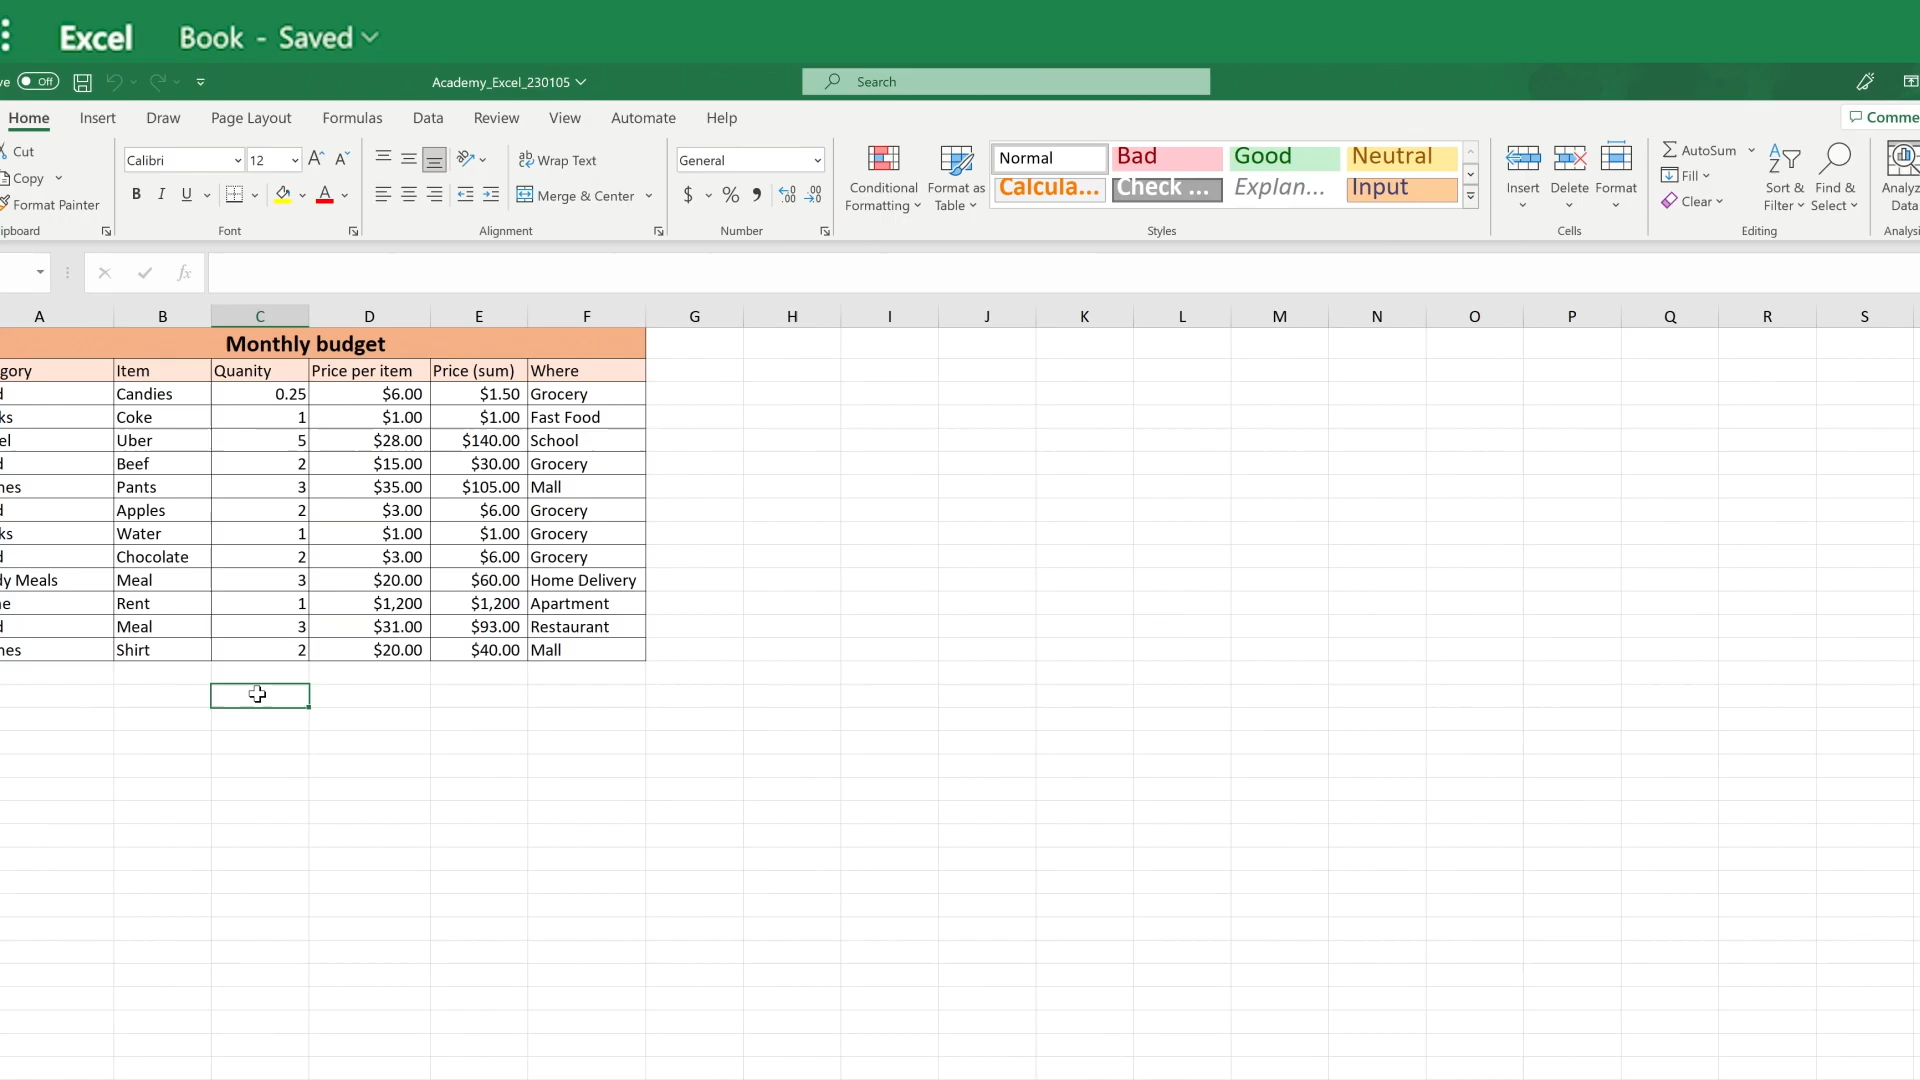 Excel Book - Saved
ve Off Academy_Excel_230105 Search
Home Insert Draw Page Layout Formulas Data Review View Automate Help Comme
Cut
Copy
Format Painter
ipboard
Calibri 12
B I U A
Font
ab Wrap Text
Merge & Center
Alignment
General
$ % 9 .00
Number
Conditional Formatting
Format as Table
Normal Bad Good Neutral
Calcula... Check ... Explan... Input
Styles
Insert Delete Format
Cells
AutoSum
Fill
Clear
Sort & Filter
Find & Select
Editing
Analyz
Data
Analysi
fx
A B C D E F G H I J K L M N O P Q R S
Monthly budget
gory Item Quanity Price per item Price (sum) Where
d Candies 0.25 $6.00 $1.50 Grocery
ks Coke 1 $1.00 $1.00 Fast Food
el Uber 5 $28.00 $140.00 School
d Beef 2 $15.00 $30.00 Grocery
nes Pants 3 $35.00 $105.00 Mall
d Apples 2 $3.00 $6.00 Grocery
ks Water 1 $1.00 $1.00 Grocery
d Chocolate 2 $3.00 $6.00 Grocery
dy Meals Meal 3 $20.00 $60.00 Home Delivery
e Rent 1 $1,200 $1,200 Apartment
d Meal 3 $31.00 $93.00 Restaurant
nes Shirt 2 $20.00 $40.00 Mall